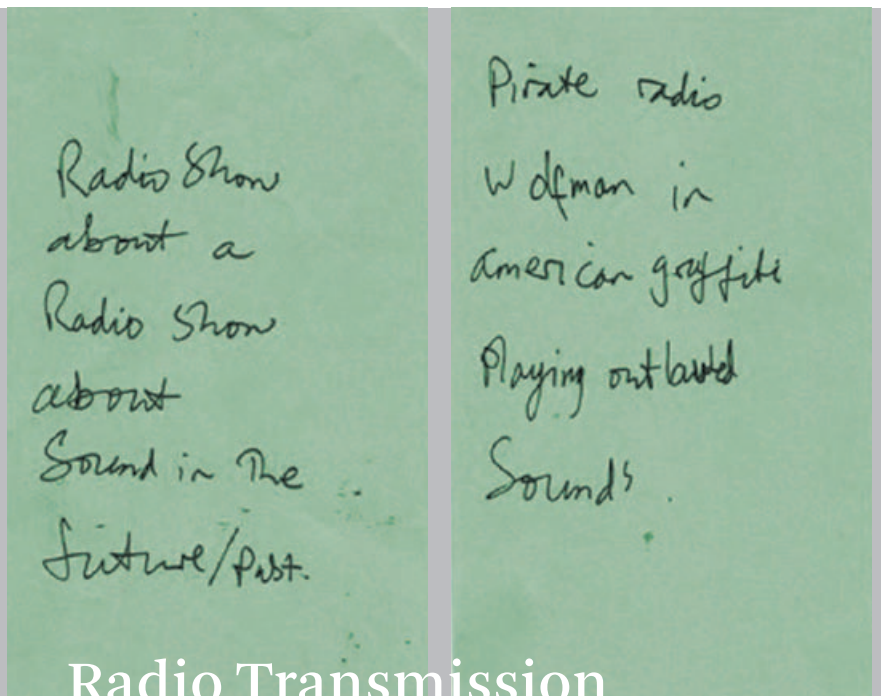 Radio Show
about a
Radio Show
about
Sound in The
future/Past.
Pirate radio
Wolfman in
american graffiti
Playing outlawed
Sounds.
Radio Transmission